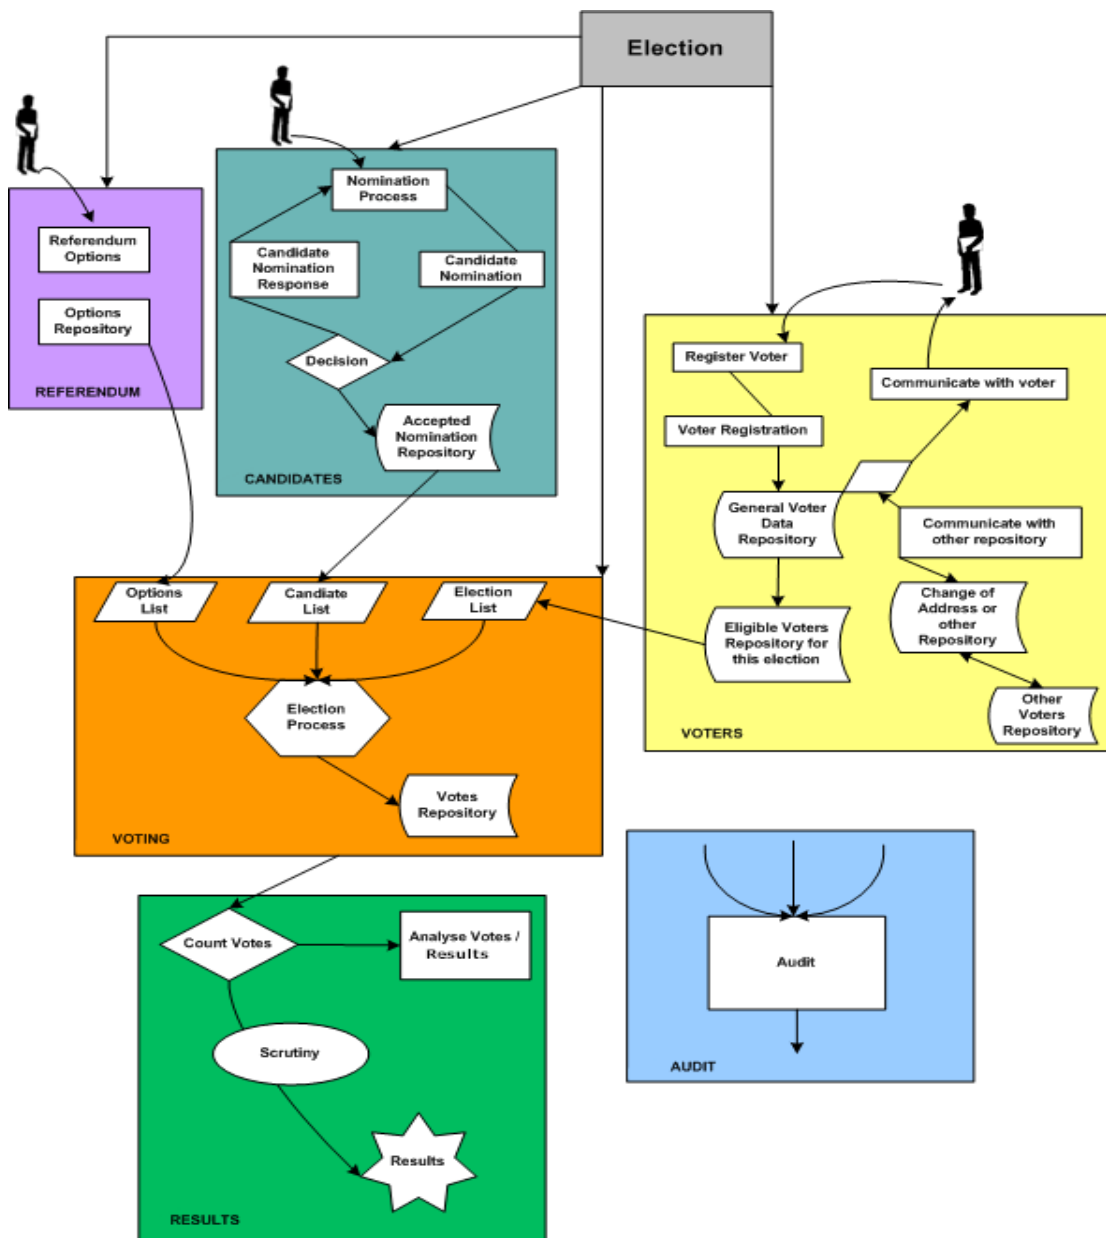 Election
Nomination
Process
Candidate
Nomination
Response
Candidate
Nomination
Decision
Accepted
Nomination
Repository
CANDIDATES
Referendum
Options
Options
Repository
REFERENDUM
Register Voter
Communicate with voter
Voter Registration
General Voter
Data
Repository
Communicate with
other repository
Eligible Voters
Repository for
this election
Change of
Address or
other
Repository
Other
Voters
Repository
VOTERS
Options
List
Candiate
List
Election
List
Election
Process
Votes
Repository
VOTING
Count Votes
Analyse Votes /
Results
Scrutiny
Results
RESULTS
Audit
AUDIT